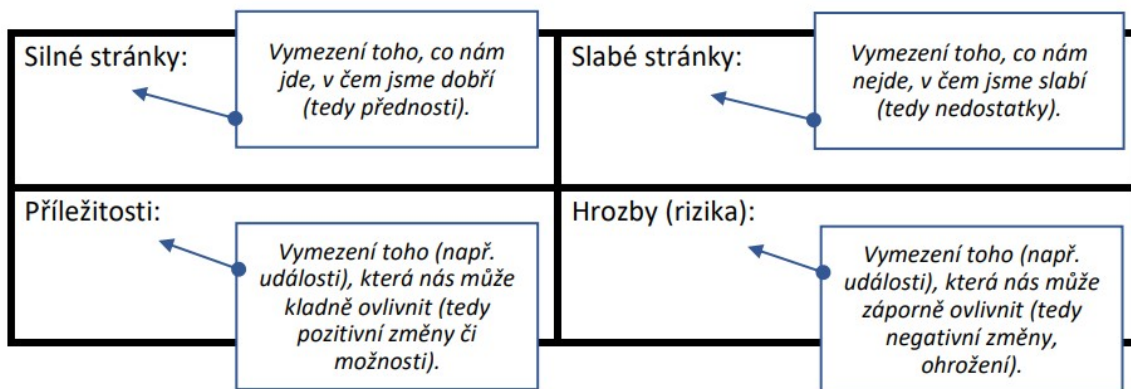 Silné stránky:
Vymezení toho, co nám
jde, v čem jsme dobří
(tedy přednosti).
Slabé stránky:
Vymezení toho, co nám
nejde, v čem jsme slabí
(tedy nedostatky).
Příležitosti:
Vymezení toho (např.
události), která nás může
kladně ovlivnit (tedy
pozitivní změny či
možnosti).
Hrozby (rizika):
Vymezení toho (např.
události), která nás může
záporně ovlivnit (tedy
negativní změny,
ohrožení).